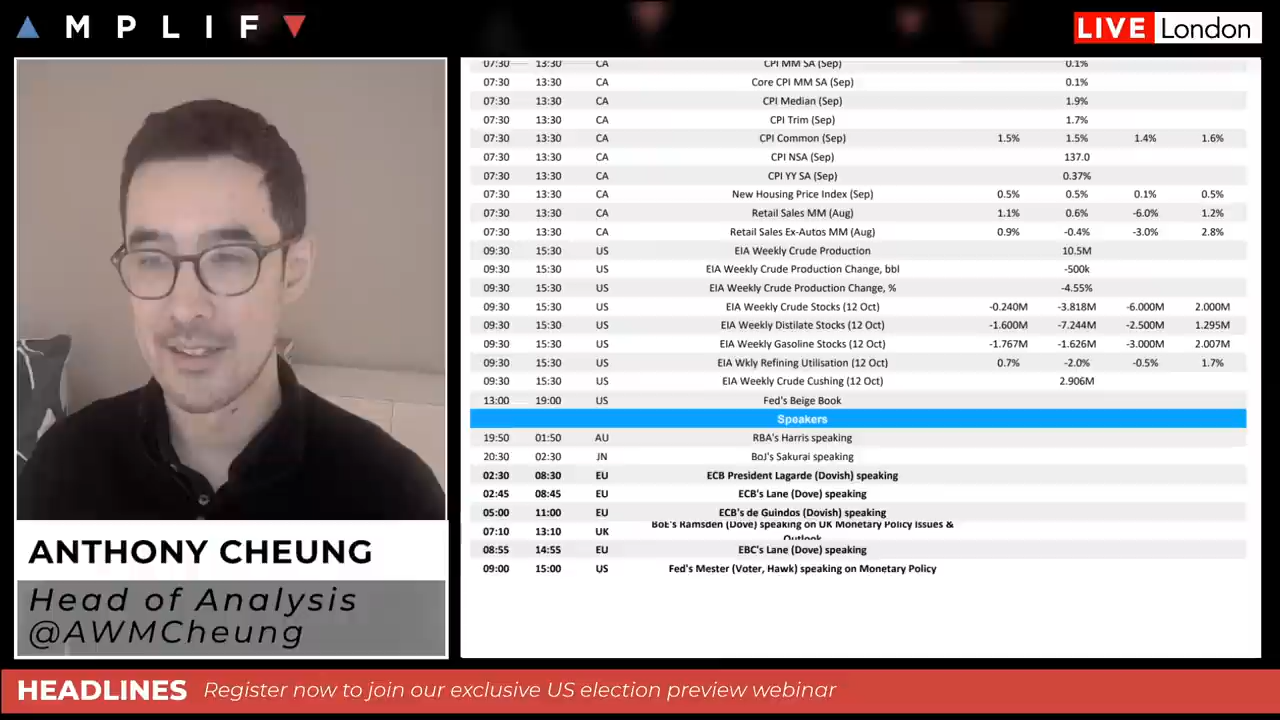 AMPLIFY
LIVE London
07:30 13:30 CA CPI MM SA (Sep) 0.1%
07:30 13:30 CA Core CPI MM SA (Sep) 0.1%
07:30 13:30 CA CPI Median (Sep) 1.9%
07:30 13:30 CA CPI Trim (Sep) 1.7%
07:30 13:30 CA CPI Common (Sep) 1.5% 1.5% 1.4% 1.6%
07:30 13:30 CA CPI NSA (Sep) 137.0
07:30 13:30 CA CPI YY SA (Sep) 0.37%
07:30 13:30 CA New Housing Price Index (Sep) 0.5% 0.5% 0.1% 0.5%
07:30 13:30 CA Retail Sales MM (Aug) 1.1% 0.6% -6.0% 1.2%
07:30 13:30 CA Retail Sales Ex-Autos MM (Aug) 0.9% -0.4% -3.0% 2.8%
09:30 15:30 US EIA Weekly Crude Production 10.5M
09:30 15:30 US EIA Weekly Crude Production Change, bbl -500k
09:30 15:30 US EIA Weekly Crude Production Change, % -4.55%
09:30 15:30 US EIA Weekly Crude Stocks (12 Oct) -0.240M -3.818M -6.000M 2.000M
09:30 15:30 US EIA Weekly Distilate Stocks (12 Oct) -1.600M -7.244M -2.500M 1.295M
09:30 15:30 US EIA Weekly Gasoline Stocks (12 Oct) -1.767M -1.626M -3.000M 2.007M
09:30 15:30 US EIA Wkly Refining Utilisation (12 Oct) 0.7% -2.0% -0.5% 1.7%
09:30 15:30 US EIA Weekly Crude Cushing (12 Oct) 2.906M
13:00 19:00 US Fed's Beige Book
Speakers
19:50 01:50 AU RBA's Harris speaking
20:30 02:30 JN BoJ's Sakurai speaking
02:30 08:30 EU ECB President Lagarde (Dovish) speaking
02:45 08:45 EU ECB's Lane (Dove) speaking
05:00 11:00 EU ECB's de Guindos (Dovish) speaking
07:10 13:10 UK BoE's Ramsden (Dove) speaking on UK Monetary Policy Issues &
Outlook
08:55 14:55 EU EBC's Lane (Dove) speaking
09:00 15:00 US Fed's Mester (Voter, Hawk) speaking on Monetary Policy
ANTHONY CHEUNG
Head of Analysis
@AWMCheung
HEADLINES Register now to join our exclusive US election preview webinar